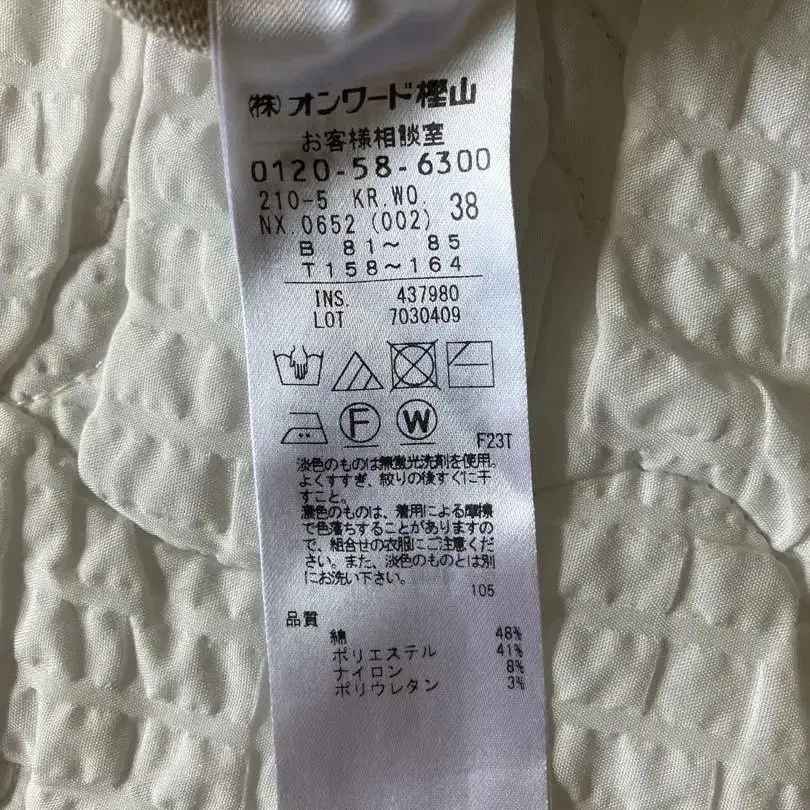 (株)オンワード樫山
お客様相談室
0120-58-6300
210-5 KR.WO. 38
NX 0652 (002)
B 81〜 85
T158〜164
INS. 437980
LOT 7030409
F W
F23T
淡色のものは無蛍光洗剤を使用。
よくすすぎ、絞りの後すぐに干
すこと。
濃色のものは、着用による摩擦
で色落ちすることがありますの
で、組合せの衣服にご注意くだ
さい。また、淡色のものとは別
にお洗い下さい。
105
品質
綿 48%
ポリエステル 41%
ナイロン 8%
ポリウレタン 3%